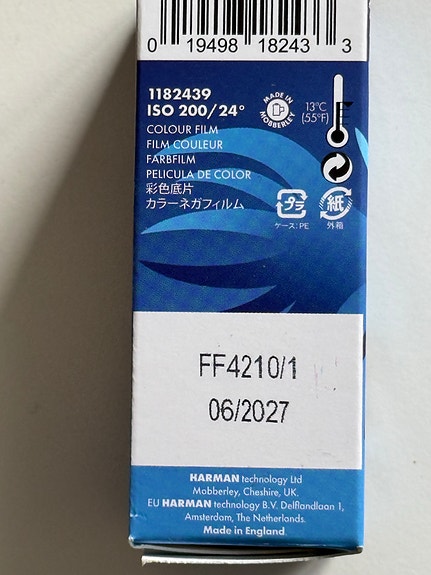 0 19498 18243 3
1182439
ISO 200/24°
MADE IN MOBBERLEY
13°C
(55°F)
COLOUR FILM
FILM COULEUR
FARBFILM
PELICULA DE COLOR
彩色底片
カラーネガフィルム
プラ
紙
ケース: PE
外箱
FF4210/1
06/2027
HARMAN technology Ltd
Mobberley, Cheshire, UK.
EU HARMAN technology B.V. Delflandlaan 1,
Amsterdam, The Netherlands.
Made in England.